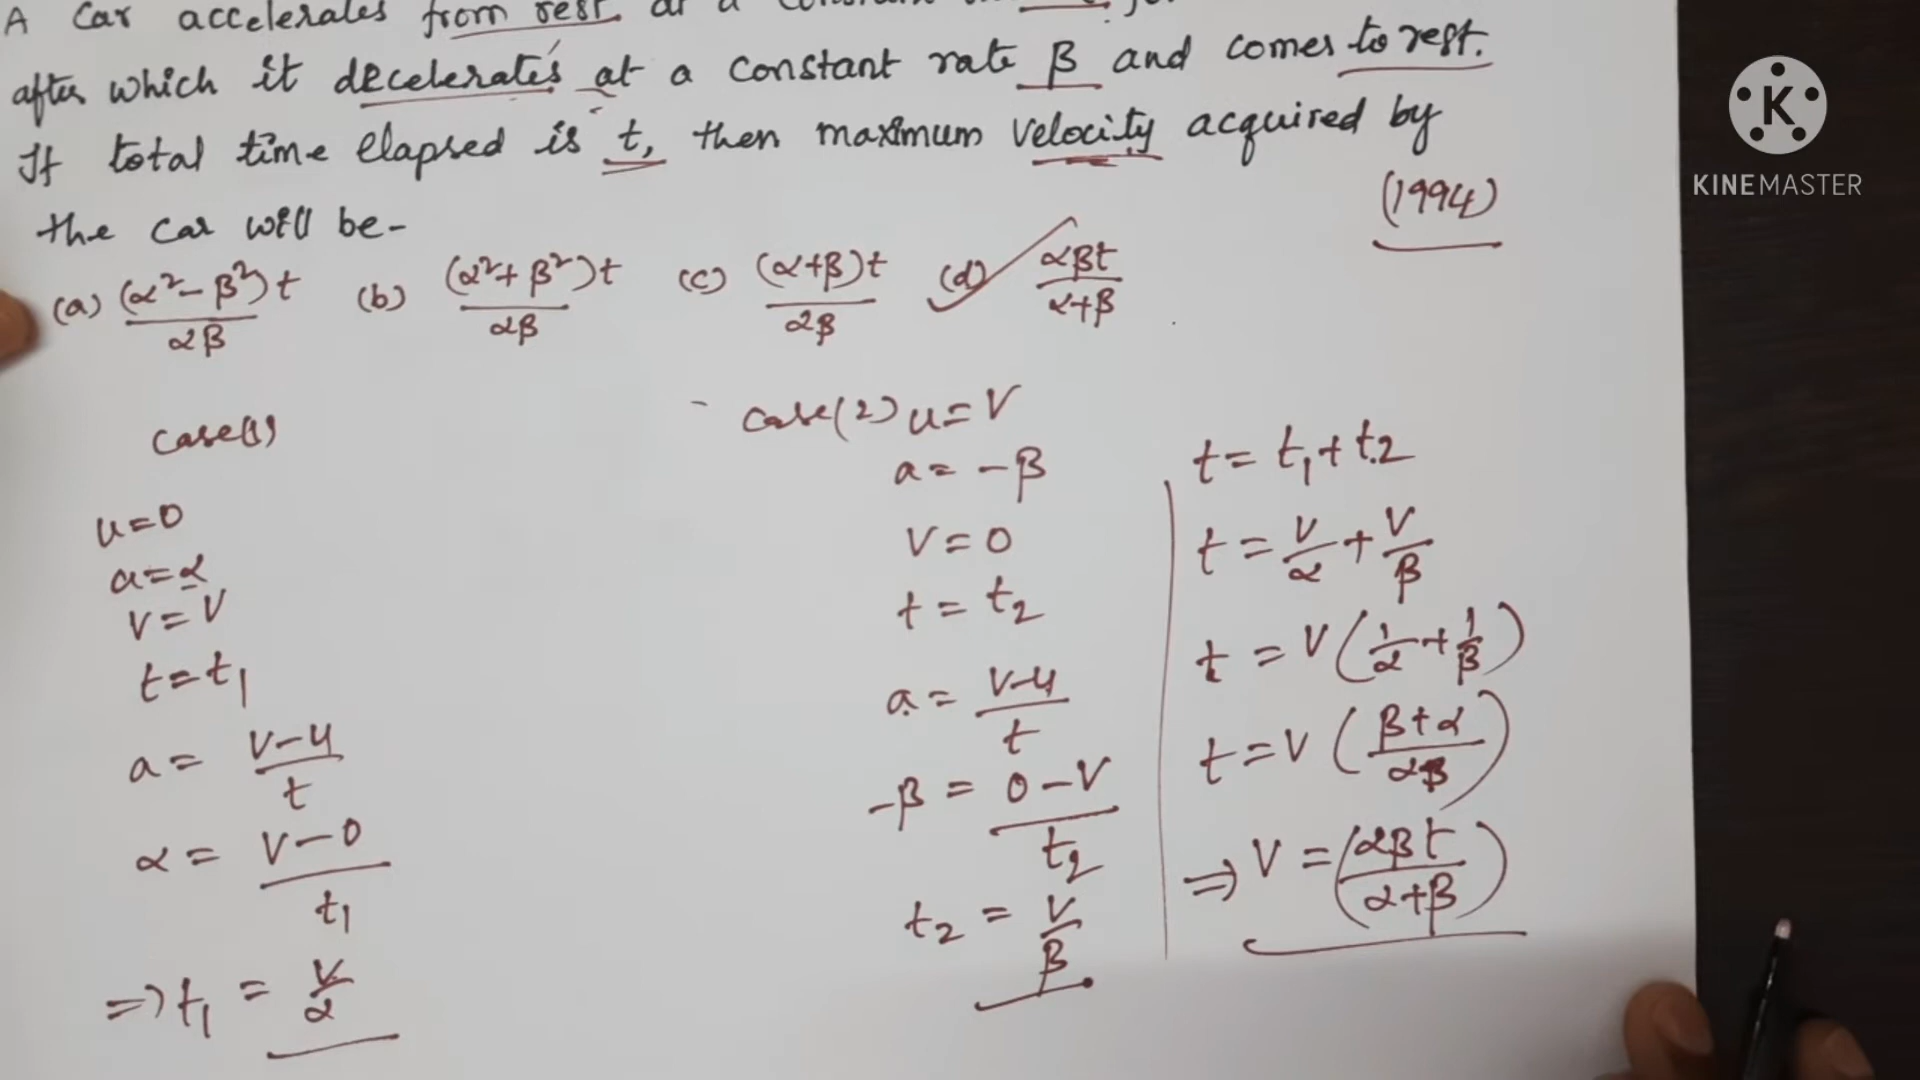 A car accelerates from rest at a constant
after which it decelerates at a constant rate β and comes to rest.
If total time elapsed is t, then maximum velocity acquired by
the car will be-
(1994)
(a) (α²-β²)t/αβ (b) (α²+β²)t/αβ (c) (α+β)t/αβ (d) αβt/α+β
case(1)
u=0
a=α
v=V
t=t₁
a= v-u/t
α= V-0/t₁
⇒t₁ = V/α
case(2) u=V
a=-β
V=0
t=t₂
a= v-u/t
-β = 0-V/t₂
t₂ = V/β
t= t₁+t₂
t= V/α + V/β
t = V(1/α+1/β)
t=V(β+α/αβ)
⇒ V=(αβt/α+β)
K
KINEMASTER